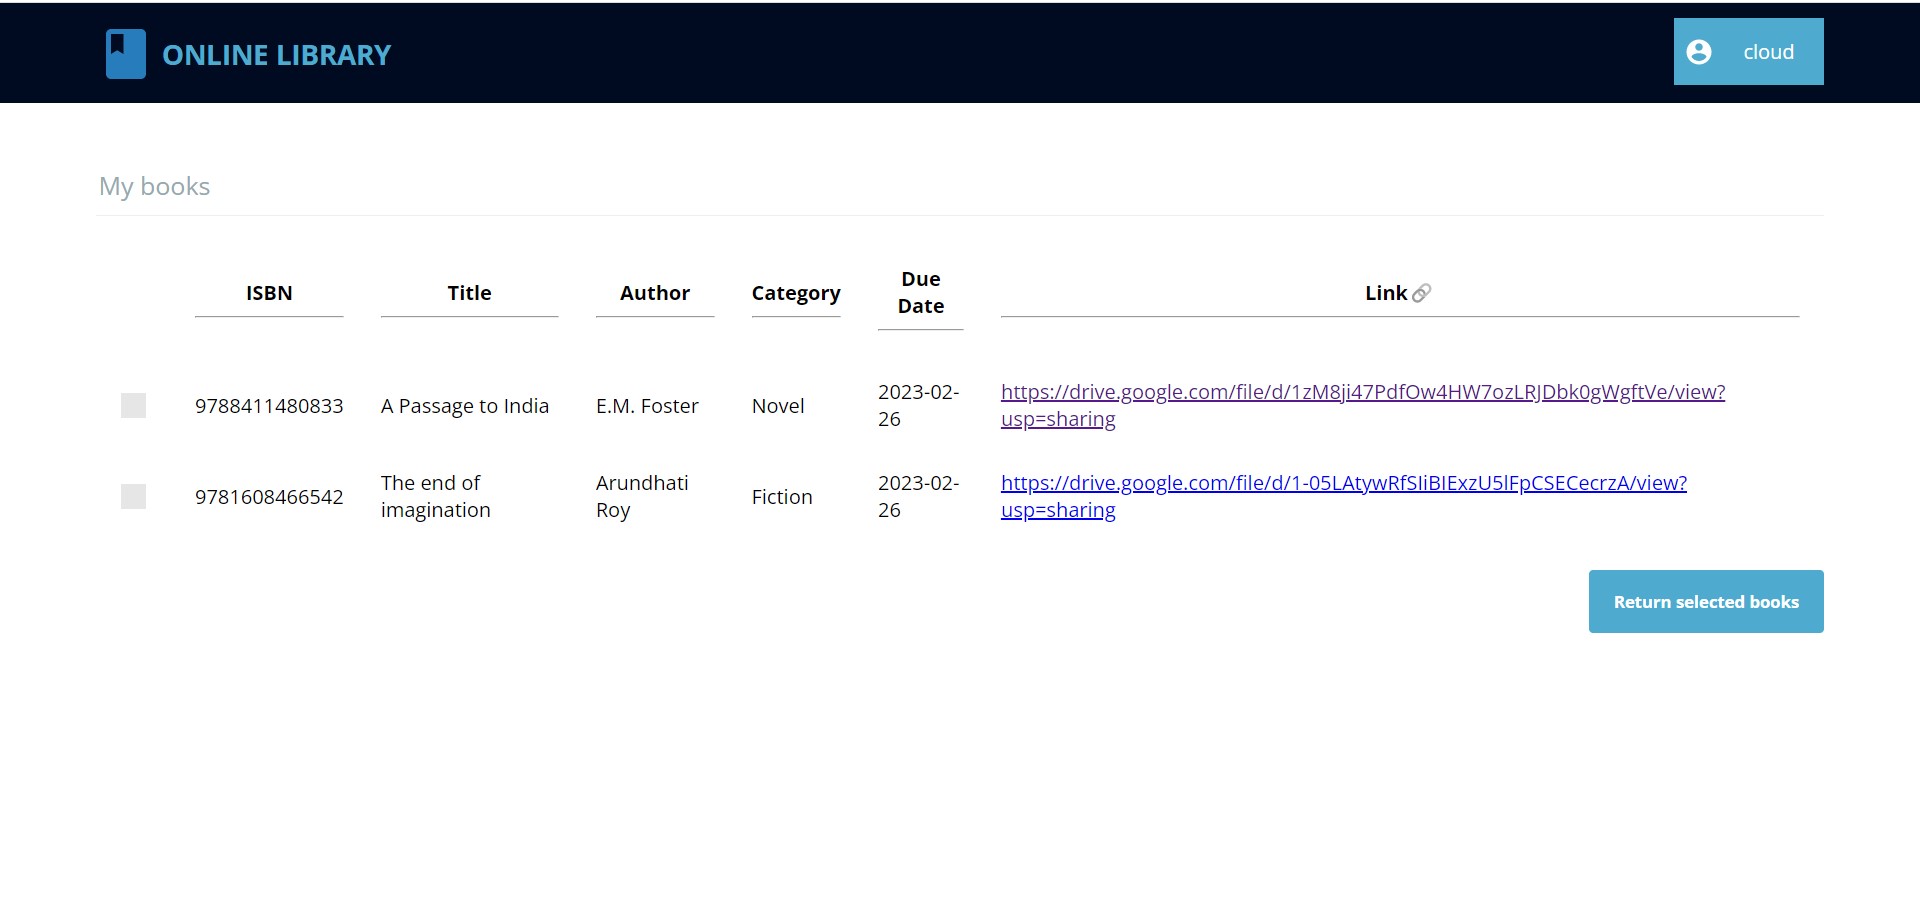 ONLINE LIBRARY
cloud
My books
ISBN Title Author Category Due Date Link
9788411480833 A Passage to India E.M. Foster Novel 2023-02-26 https://drive.google.com/file/d/1zM8ji47PdfOw4HW7ozLRJDbk0gWgftVe/view?usp=sharing
9781608466542 The end of imagination Arundhati Roy Fiction 2023-02-26 https://drive.google.com/file/d/1-05LAtywRfSIiBIExzU5lFpCSECecrzA/view?usp=sharing
Return selected books